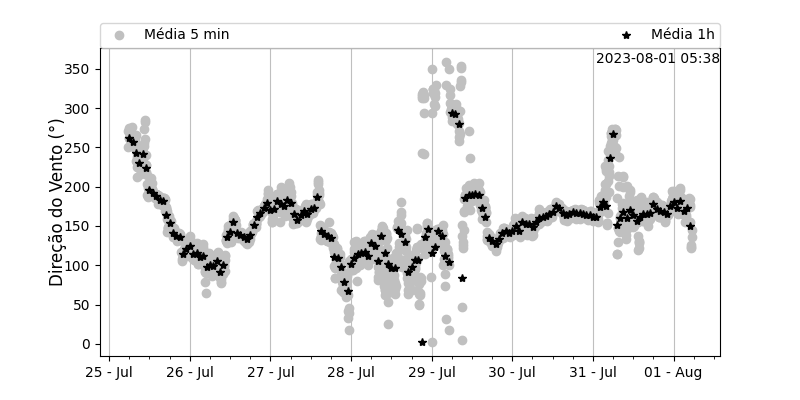 Média 5 min
Média 1h
2023-08-01 05:38
Direção do Vento (°)
350
300
250
200
150
100
50
0
25 - Jul
26 - Jul
27 - Jul
28 - Jul
29 - Jul
30 - Jul
31 - Jul
01 - Aug